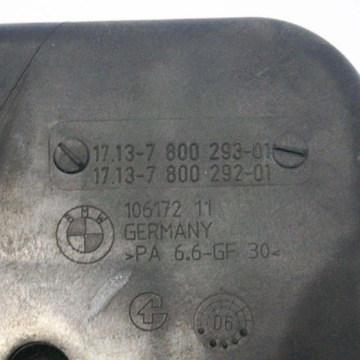 17.13-7 800 293-01
17.13-7 800 292-01
BMW
106172 11
GERMANY
>PA 6.6-GF 30<
06